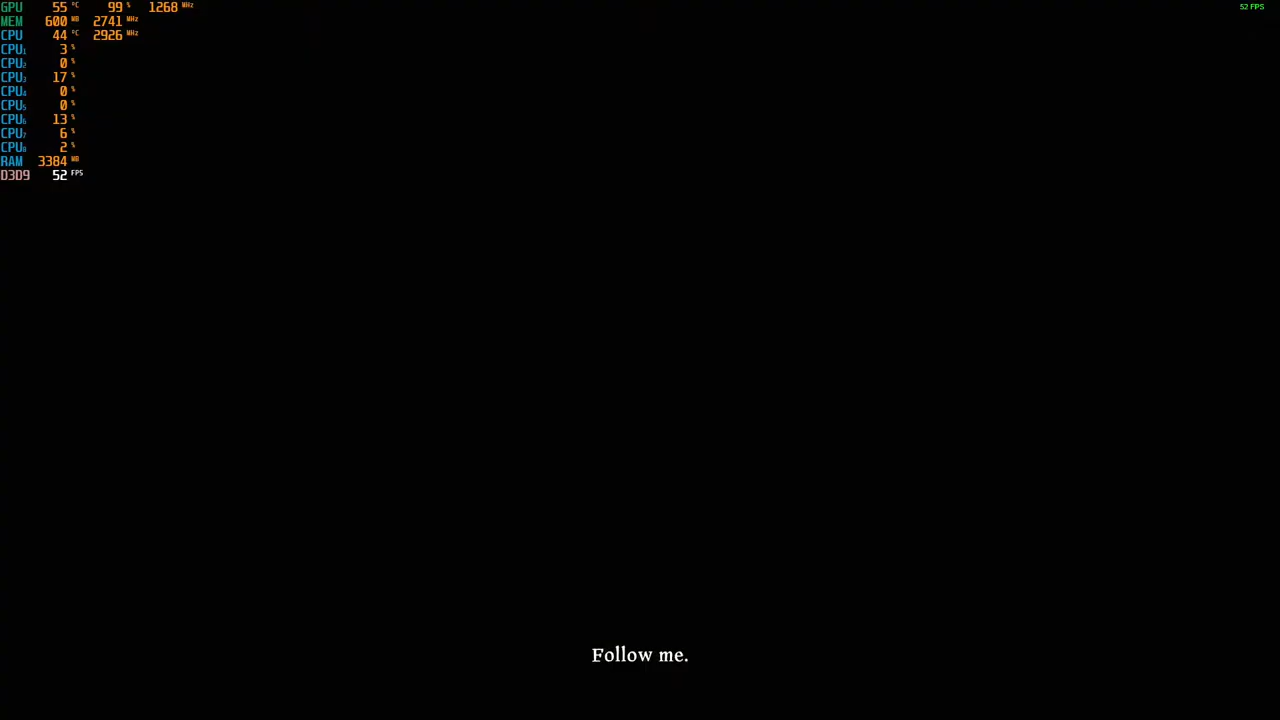 GPU 55 °C 99 % 1268 MHz
52 FPS
MEM 600 MB 2741 MHz
CPU 44 °C 2926 MHz
CPU1 3 %
CPU2 0 %
CPU3 17 %
CPU4 0 %
CPU5 0 %
CPU6 13 %
CPU7 6 %
CPU8 2 %
RAM 3384 MB
D3D9 52 FPS
Follow me.